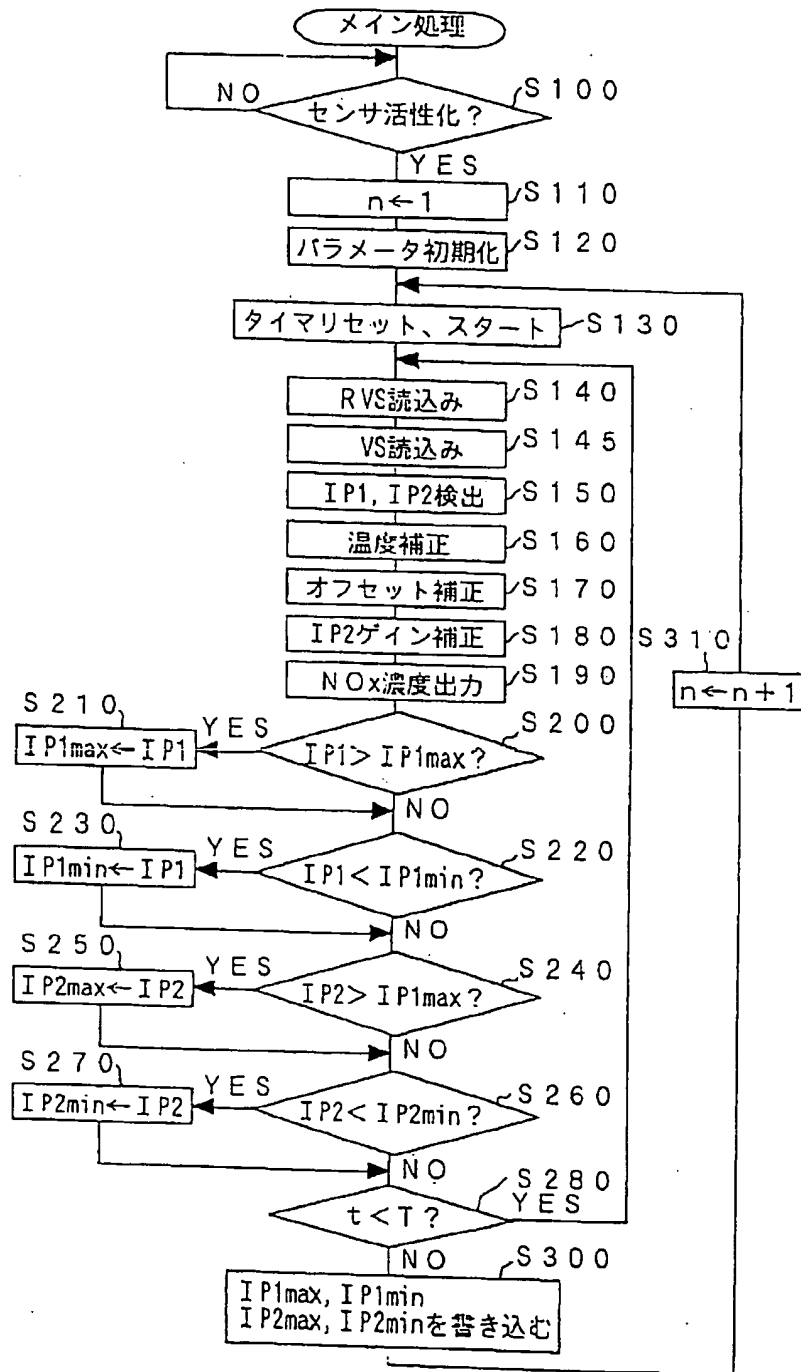 メイン処理
NO
センサ活性化?
S100
YES
n←1
S110
パラメータ初期化
S120
タイマリセット、スタート
S130
RVS読込み
S140
VS読込み
S145
IP1, IP2検出
S150
温度補正
S160
オフセット補正
S170
IP2ゲイン補正
S180
S310
n←n+1
NOx濃度出力
S190
S210
IP1max←IP1
YES
IP1>IP1max?
S200
NO
S230
IP1min←IP1
YES
IP1<IP1min?
S220
NO
S250
IP2max←IP2
YES
IP2>IP1max?
S240
NO
S270
IP2min←IP2
YES
IP2<IP2min?
S260
NO
t<T?
S280
YES
NO
S300
IP1max, IP1min
IP2max, IP2minを書き込む